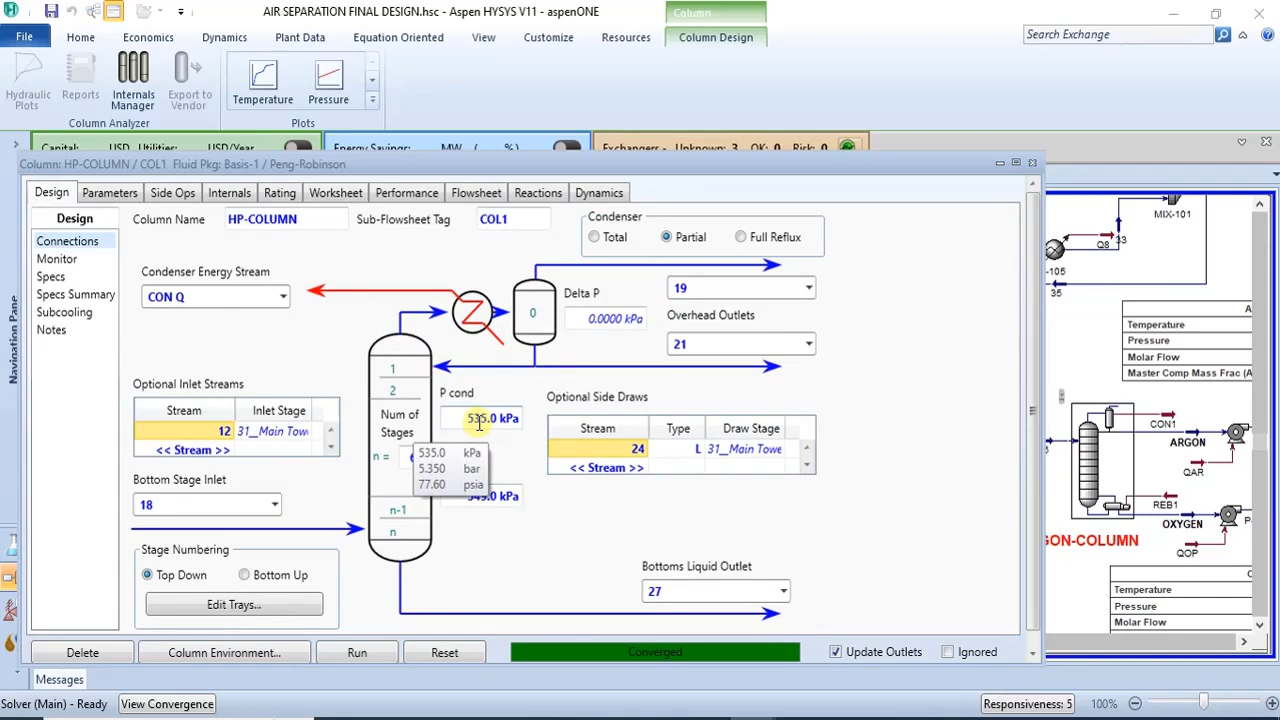 AIR SEPARATION FINAL DESIGN.hsc - Aspen HYSYS V11 - aspenONE
Column
File
Home
Economics
Dynamics
Plant Data
Equation Oriented
View
Customize
Resources
Column Design
Search Exchange
Hydraulic Plots
Reports
Internals Manager
Export to Vendor
Temperature
Pressure
Column Analyzer
Plots
Capital: USD Utilities: USD/Year
Energy Savings: MW ( %)
Exchangers - Unknown: 3 OK: 0 Risk: 0
Column: HP-COLUMN / COL1 Fluid Pkg: Basis-1 / Peng-Robinson
Design
Parameters
Side Ops
Internals
Rating
Worksheet
Performance
Flowsheet
Reactions
Dynamics
Design
Connections
Monitor
Specs
Specs Summary
Subcooling
Notes
Column Name
HP-COLUMN
Sub-Flowsheet Tag
COL1
Condenser
Total
Partial
Full Reflux
Condenser Energy Stream
CON Q
0
Delta P
0.0000 kPa
19
Overhead Outlets
21
Optional Inlet Streams
Stream
Inlet Stage
12
31__Main Towe
<< Stream >>
1
2
Num of
Stages
n =
n-1
n
P cond
535.0 kPa
535.0 kPa
5.350 bar
77.60 psia
549.0 kPa
Optional Side Draws
Stream
Type
Draw Stage
24
L
31__Main Towe
<< Stream >>
Bottom Stage Inlet
18
Stage Numbering
Top Down
Bottom Up
Edit Trays...
Bottoms Liquid Outlet
27
Delete
Column Environment...
Run
Reset
Converged
Update Outlets
Ignored
Navigation Pane
MIX-101
Q8
33
-105
35
Temperature
Pressure
Molar Flow
Master Comp Mass Frac (A
CON1
ARGON
QAR
REB1
OXYGEN
QOP
GON-COLUMN
Temperature
Pressure
Molar Flow
Messages
Solver (Main) - Ready
View Convergence
Responsiveness: 5
100%